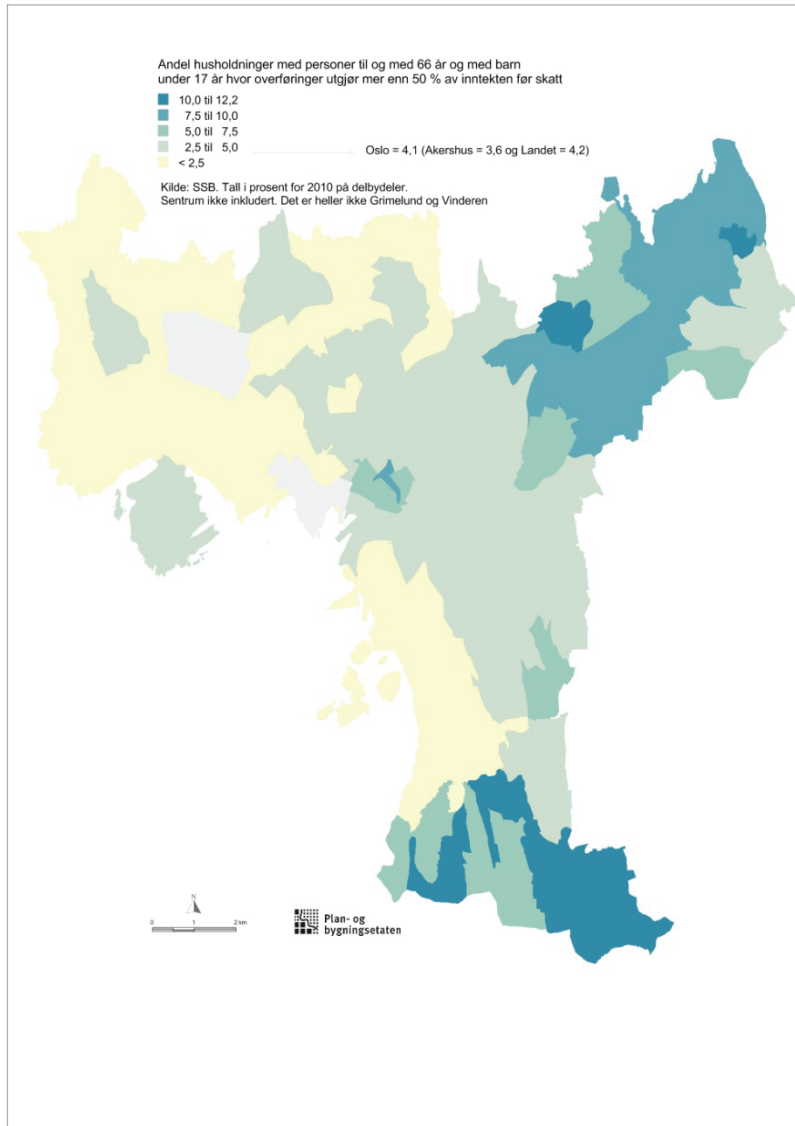 Andel husholdninger med personer til og med 66 år og med barn
under 17 år hvor overføringer utgjør mer enn 50 % av inntekten før skatt
10,0 til 12,2
7,5 til 10,0
5,0 til 7,5
2,5 til 5,0
Oslo = 4,1 (Akershus = 3,6 og Landet = 4,2)
< 2,5
Kilde: SSB. Tall i prosent for 2010 på delbydeler.
Sentrum ikke inkludert. Det er heller ikke Grimelund og Vinderen
N
0 1 2 km
Plan- og
bygningsetaten